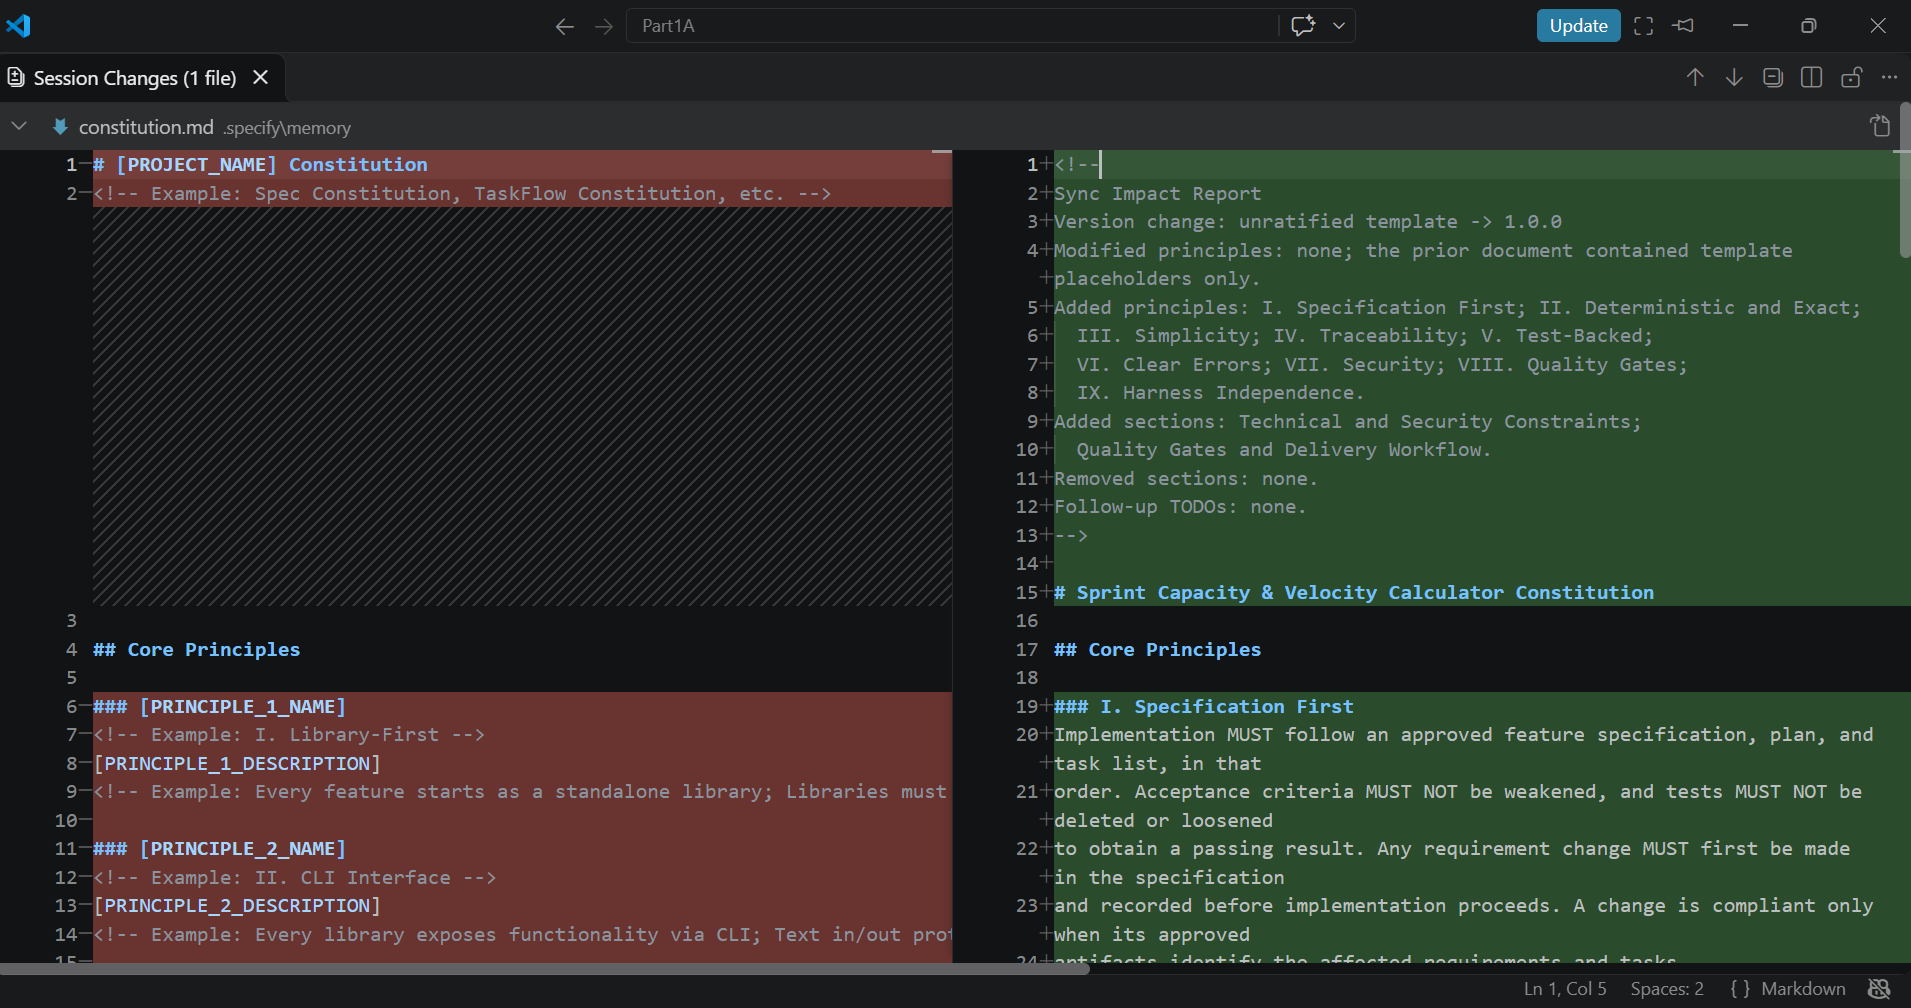 Part1A
Update
Session Changes (1 file)
constitution.md .specify\memory
1 # [PROJECT_NAME] Constitution
2 <!-- Example: Spec Constitution, TaskFlow Constitution, etc. -->
3
4 ## Core Principles
5
6 ### [PRINCIPLE_1_NAME]
7 <!-- Example: I. Library-First -->
8 [PRINCIPLE_1_DESCRIPTION]
9 <!-- Example: Every feature starts as a standalone library; Libraries must
10
11 ### [PRINCIPLE_2_NAME]
12 <!-- Example: II. CLI Interface -->
13 [PRINCIPLE_2_DESCRIPTION]
14 <!-- Example: Every library exposes functionality via CLI; Text in/out
15
1 <!--
2 Sync Impact Report
3 Version change: unratified template -> 1.0.0
4 Modified principles: none; the prior document contained template
placeholders only.
5 Added principles: I. Specification First; II. Deterministic and Exact;
6 III. Simplicity; IV. Traceability; V. Test-Backed;
7 VI. Clear Errors; VII. Security; VIII. Quality Gates;
8 IX. Harness Independence.
9 Added sections: Technical and Security Constraints;
10 Quality Gates and Delivery Workflow.
11 Removed sections: none.
12 Follow-up TODOs: none.
13 -->
14
15 # Sprint Capacity & Velocity Calculator Constitution
16
17 ## Core Principles
18
19 ### I. Specification First
20 Implementation MUST follow an approved feature specification, plan, and
task list, in that
21 order. Acceptance criteria MUST NOT be weakened, and tests MUST NOT be
deleted or loosened
22 to obtain a passing result. Any requirement change MUST first be made
in the specification
23 and recorded before implementation proceeds. A change is compliant only
when its approved
24 artifacts identify the affected requirements and tasks
Ln 1, Col 5 Spaces: 2 { } Markdown